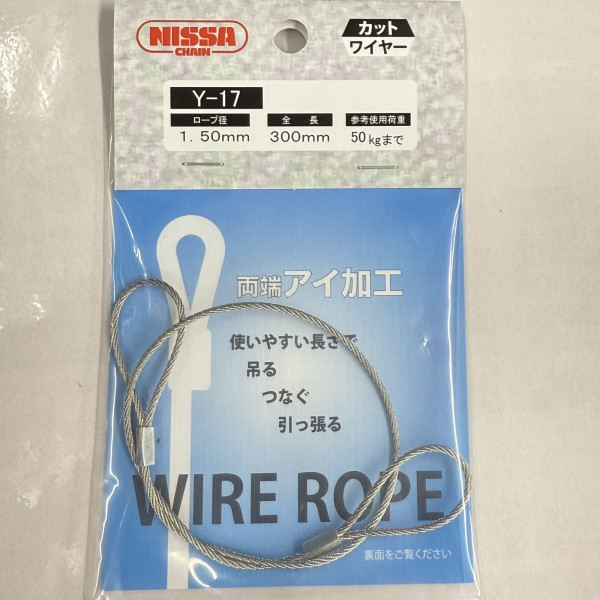 NISSA
CHAIN
カット
ワイヤー
Y-17
ロープ径 全長 参考使用荷重
1.50mm 300mm 50kgまで
両端アイ加工
使いやすい長さで
吊る
つなぐ
引っ張る
WIRE ROPE
裏面をご覧ください